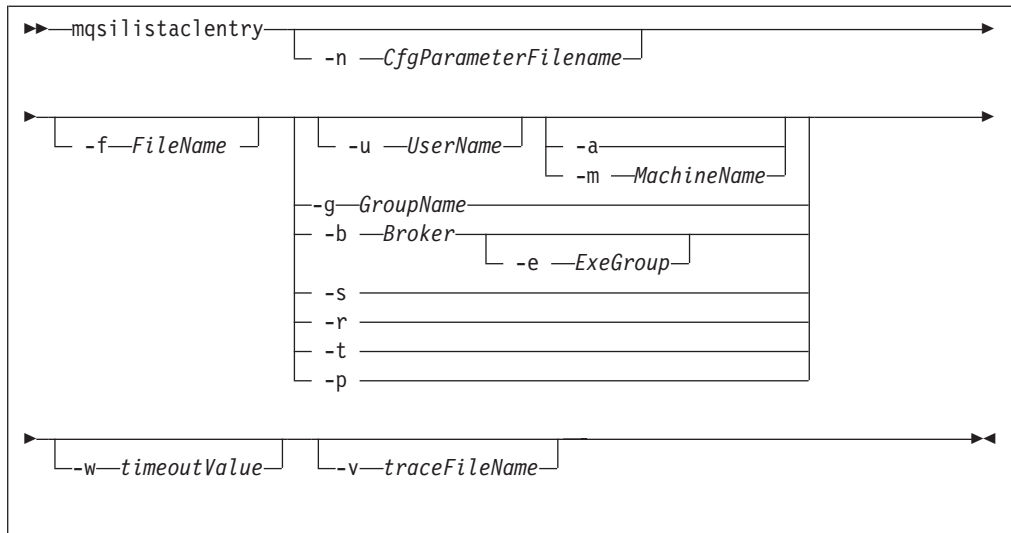 mqsilistaclentry
-n CfgParameterFilename
-f FileName -u UserName -a
-m MachineName
-g GroupName
-b Broker
-e ExeGroup
-s
-r
-t
-p
-w timeoutValue -v traceFileName